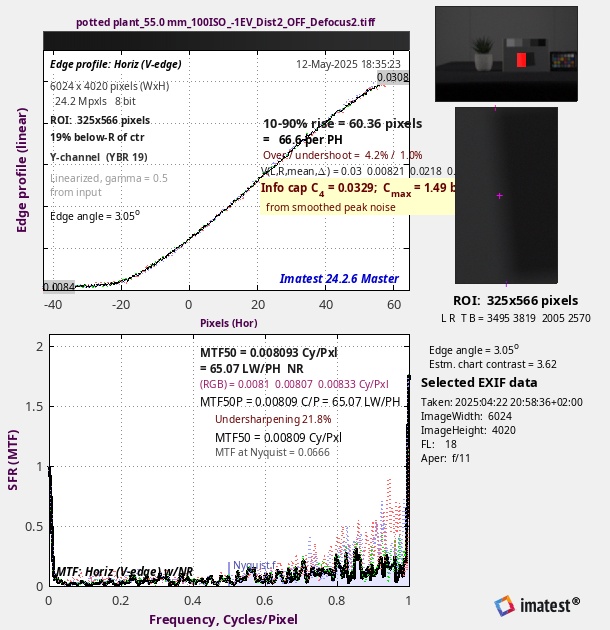 potted plant_55.0 mm_100ISO_-1EV_Dist2_OFF_Defocus2.tiff
Edge profile: Horiz (V-edge)
12-May-2025 18:35:23
0.0308
6024 x 4020 pixels (WxH)
24.2 Mpxls 8 bit
ROI: 325x566 pixels
19% below-R of ctr
Y-channel (YBR 19)
Linearized, gamma = 0.5
from input
Edge angle = 3.05°
10-90% rise = 60.36 pixels
= 66.6 per PH
Over / undershoot = 4.2% / 1.0%
V(L,R,mean,Δ) = 0.03 0.00821 0.0218 0.
Info cap C4 = 0.0329; Cmax = 1.49 b
from smoothed peak noise
0.0084
Imatest 24.2.6 Master
Edge profile (linear)
-40 -20 0 20 40 60
Pixels (Hor)
ROI: 325x566 pixels
L R T B = 3495 3819 2005 2570
Edge angle = 3.05°
Estm. chart contrast = 3.62
Selected EXIF data
Taken: 2025:04:22 20:58:36+02:00
ImageWidth: 6024
ImageHeight: 4020
FL: 18
Aper: f/11
MTF50 = 0.008093 Cy/Pxl
= 65.07 LW/PH NR
(RGB) = 0.0081 0.00807 0.00833 Cy/Pxl
MTF50P = 0.00809 C/P = 65.07 LW/PH
Undersharpening 21.8%
MTF50 = 0.00809 Cy/Pxl
MTF at Nyquist = 0.0666
SFR (MTF)
2
1.5
1
0.5
0
MTF: Horiz (V-edge) w/NR
Nyquist f
0 0.2 0.4 0.6 0.8 1
Frequency, Cycles/Pixel
imatest®